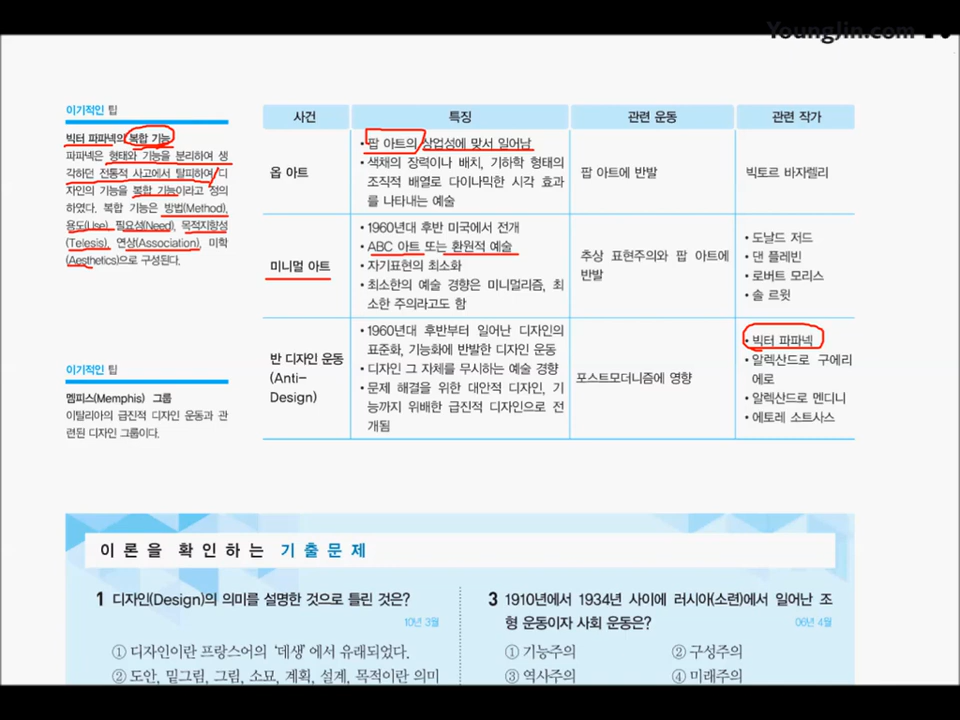 YoungJin.com
이기적인 팁
빅터 파파넥의 복합 기능
파파넥은 형태와 기능을 분리하여 생
각하던 전통적 사고에서 탈피하여 디
자인의 기능을 복합 기능이라고 정의
하였다. 복합 기능은 방법(Method),
용도(Use), 필요성(Need), 목적지향성
(Telesis), 연상(Association), 미학
(Aesthetics)으로 구성된다.
이기적인 팁
멤피스(Memphis) 그룹
이탈리아의 급진적 디자인 운동과 관
련된 디자인 그룹이다.
사건 특징 관련 운동 관련 작가
옵 아트
• 팝 아트의 상업성에 맞서 일어남
• 색채의 장력이나 배치, 기하학 형태의
조직적 배열로 다이나믹한 시각 효과
를 나타내는 예술
팝 아트에 반발
빅토르 바자렐리
미니멀 아트
• 1960년대 후반 미국에서 전개
• ABC 아트 또는 환원적 예술
• 자기표현의 최소화
• 최소한의 예술 경향은 미니멀리즘, 최
소한 주의라고도 함
추상 표현주의와 팝 아트에
반발
• 도날드 저드
• 댄 플레빈
• 로버트 모리스
• 솔 르윗
반 디자인 운동
(Anti-
Design)
• 1960년대 후반부터 일어난 디자인의
표준화, 기능화에 반발한 디자인 운동
• 디자인 그 자체를 무시하는 예술 경향
• 문제 해결을 위한 대안적 디자인, 기
능까지 위배한 급진적 디자인으로 전
개됨
포스트모더니즘에 영향
• 빅터 파파넥
• 알렉산드로 구에리
에로
• 알렉산드로 멘디니
• 에토레 소트사스
이론을 확인하는 기출문제
1 디자인(Design)의 의미를 설명한 것으로 틀린 것은?
10년 3월
① 디자인이란 프랑스어의 '데생'에서 유래되었다.
② 도안, 밑그림, 그림, 소묘, 계획, 설계, 목적이란 의미
3 1910년에서 1934년 사이에 러시아(소련)에서 일어난 조
형 운동이자 사회 운동은?
06년 4월
① 기능주의 ② 구성주의
③ 역사주의 ④ 미래주의